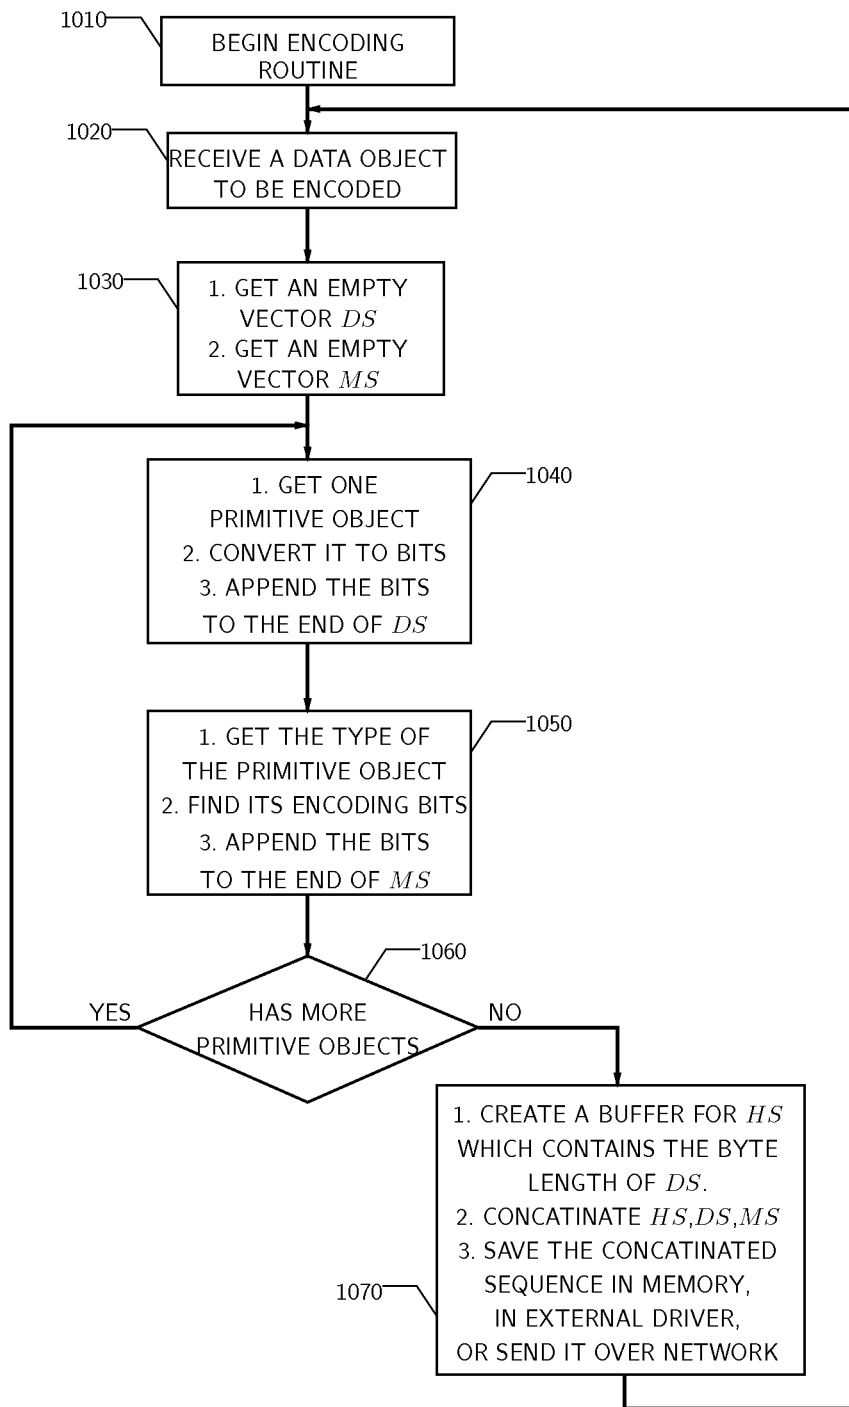 1010
BEGIN ENCODING
ROUTINE
1020
RECEIVE A DATA OBJECT
TO BE ENCODED
1030
1. GET AN EMPTY
VECTOR DS
2. GET AN EMPTY
VECTOR MS
1040
1. GET ONE
PRIMITIVE OBJECT
2. CONVERT IT TO BITS
3. APPEND THE BITS
TO THE END OF DS
1050
1. GET THE TYPE OF
THE PRIMITIVE OBJECT
2. FIND ITS ENCODING BITS
3. APPEND THE BITS
TO THE END OF MS
1060
YES
HAS MORE
PRIMITIVE OBJECTS
NO
1. CREATE A BUFFER FOR HS
WHICH CONTAINS THE BYTE
LENGTH OF DS.
2. CONCATINATE HS,DS,MS
3. SAVE THE CONCATINATED
SEQUENCE IN MEMORY,
IN EXTERNAL DRIVER,
OR SEND IT OVER NETWORK
1070